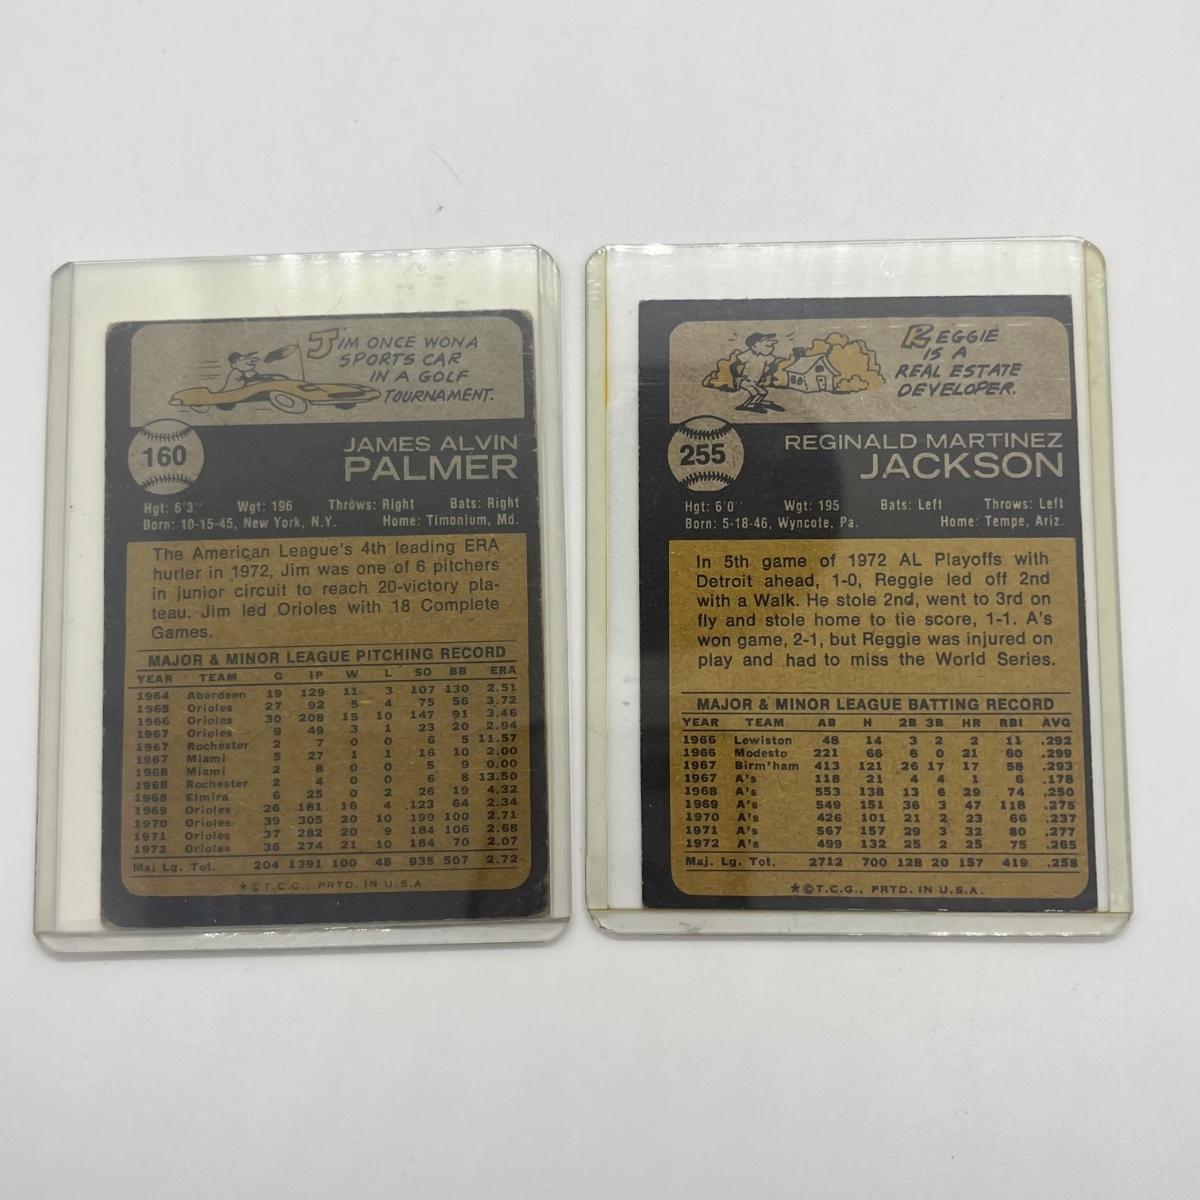 JIM ONCE WON A
SPORTS CAR
IN A GOLF
TOURNAMENT.
160
JAMES ALVIN
PALMER
Hgt: 6'3" Wgt: 196 Throws: Right Bats: Right
Born: 10-15-45, New York, N.Y. Home: Timonium, Md.
The American League's 4th leading ERA
hurler in 1972, Jim was one of 6 pitchers
in junior circuit to reach 20-victory pla-
teau. Jim led Orioles with 18 Complete
Games.
MAJOR & MINOR LEAGUE PITCHING RECORD
YEAR TEAM G IP W L SO BB ERA
1964 Aberdeen 19 129 11 3 107 130 2.51
1965 Orioles 27 92 5 4 75 56 3.72
1966 Orioles 30 208 15 10 147 91 3.46
1967 Orioles 9 49 3 1 23 20 2.94
1967 Rochester 2 7 0 0 6 5 11.57
1967 Miami 5 27 1 1 16 10 2.00
1968 Miami 2 8 0 0 5 9 0.00
1968 Rochester 2 4 0 0 6 8 13.50
1968 Elmira 6 25 0 2 26 19 4.32
1969 Orioles 26 181 16 4 123 64 2.34
1970 Orioles 39 305 20 10 199 100 2.71
1971 Orioles 37 282 20 9 184 106 2.68
1972 Orioles 36 274 21 10 184 70 2.07
Maj Lg. Tot. 204 1391 100 48 935 507 2.72
*©T.C.G., PRTD. IN U.S.A.
REGGIE
IS A
REAL ESTATE
DEVELOPER.
255
REGINALD MARTINEZ
JACKSON
Hgt: 6'0" Wgt: 195 Bats: Left Throws: Left
Born: 5-18-46, Wyncote, Pa. Home: Tempe, Ariz.
In 5th game of 1972 AL Playoffs with
Detroit ahead, 1-0, Reggie led off 2nd
with a Walk. He stole 2nd, went to 3rd on
fly and stole home to tie score, 1-1. A's
won game, 2-1, but Reggie was injured on
play and had to miss the World Series.
MAJOR & MINOR LEAGUE BATTING RECORD
YEAR TEAM AB H 2B 3B HR RBI AVG
1966 Lewiston 48 14 3 2 2 11 .292
1966 Modesto 221 66 6 0 21 60 .299
1967 Birm'ham 413 121 26 17 17 58 .293
1967 A's 118 21 4 4 1 6 .178
1968 A's 553 138 13 6 29 74 .250
1969 A's 549 151 36 3 47 118 .275
1970 A's 426 101 21 2 23 66 .237
1971 A's 567 157 29 3 32 80 .277
1972 A's 499 132 25 2 25 75 .265
Maj. Lg. Tot. 2712 700 128 20 157 419 .258
*©T.C.G., PRTD. IN U.S.A.